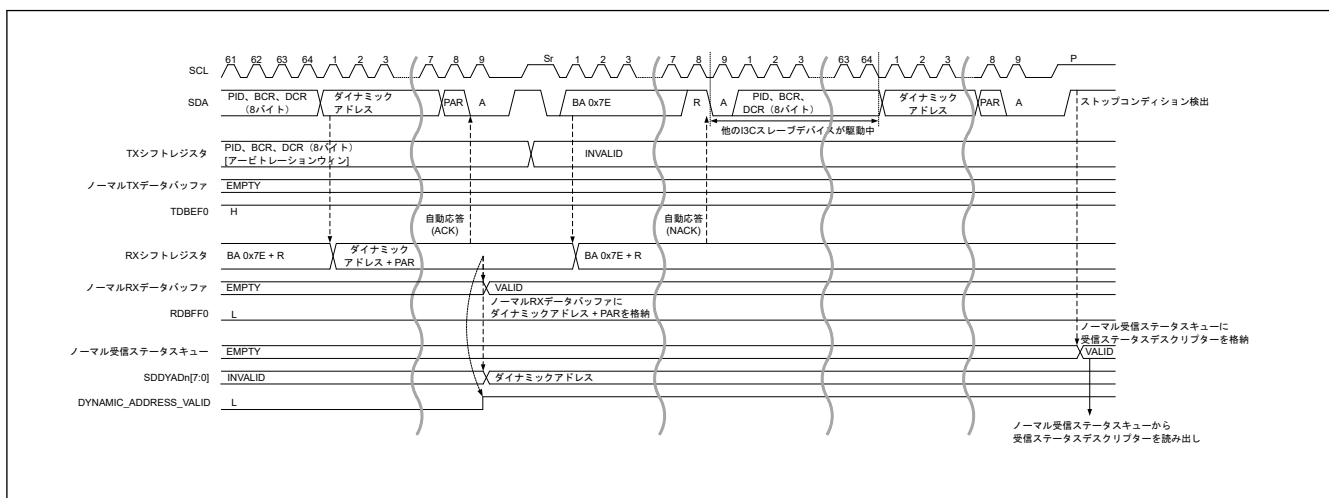 61 62 63 64 1 2 3 7 8 9 Sr 1 2 3 7 8 9 1 2 3 63 64 1 2 3 8 9 P
SCL
SDA
PID、BCR、DCR
(8バイト)
ダイナミック
アドレス
PAR
A
BA 0x7E
R
A
PID、BCR、
DCR (8バイト)
ダイナミック
アドレス
PAR
A
ストップコンディション検出
他のI3Cスレーブデバイスが駆動中
TXシフトレジスタ
PID、BCR、DCR(8バイト)
[アービトレーションウィン]
INVALID
ノーマルTXデータバッファ
EMPTY
TDBEF0
H
自動応答
(ACK)
自動応答
(NACK)
RXシフトレジスタ
BA 0x7E + R
ダイナミック
アドレス + PAR
BA 0x7E + R
ノーマルRXデータバッファ
EMPTY
VALID
ノーマルRXデータバッファに
ダイナミックアドレス + PARを格納
RDBFF0
L
ノーマル受信ステータスキューに
受信ステータスデスクリプターを格納
ノーマル受信ステータスキュー
EMPTY
VALID
SDDYADn[7:0]
INVALID
ダイナミックアドレス
DYNAMIC_ADDRESS_VALID
L
ノーマル受信ステータスキューから
受信ステータスデスクリプターを読み出し